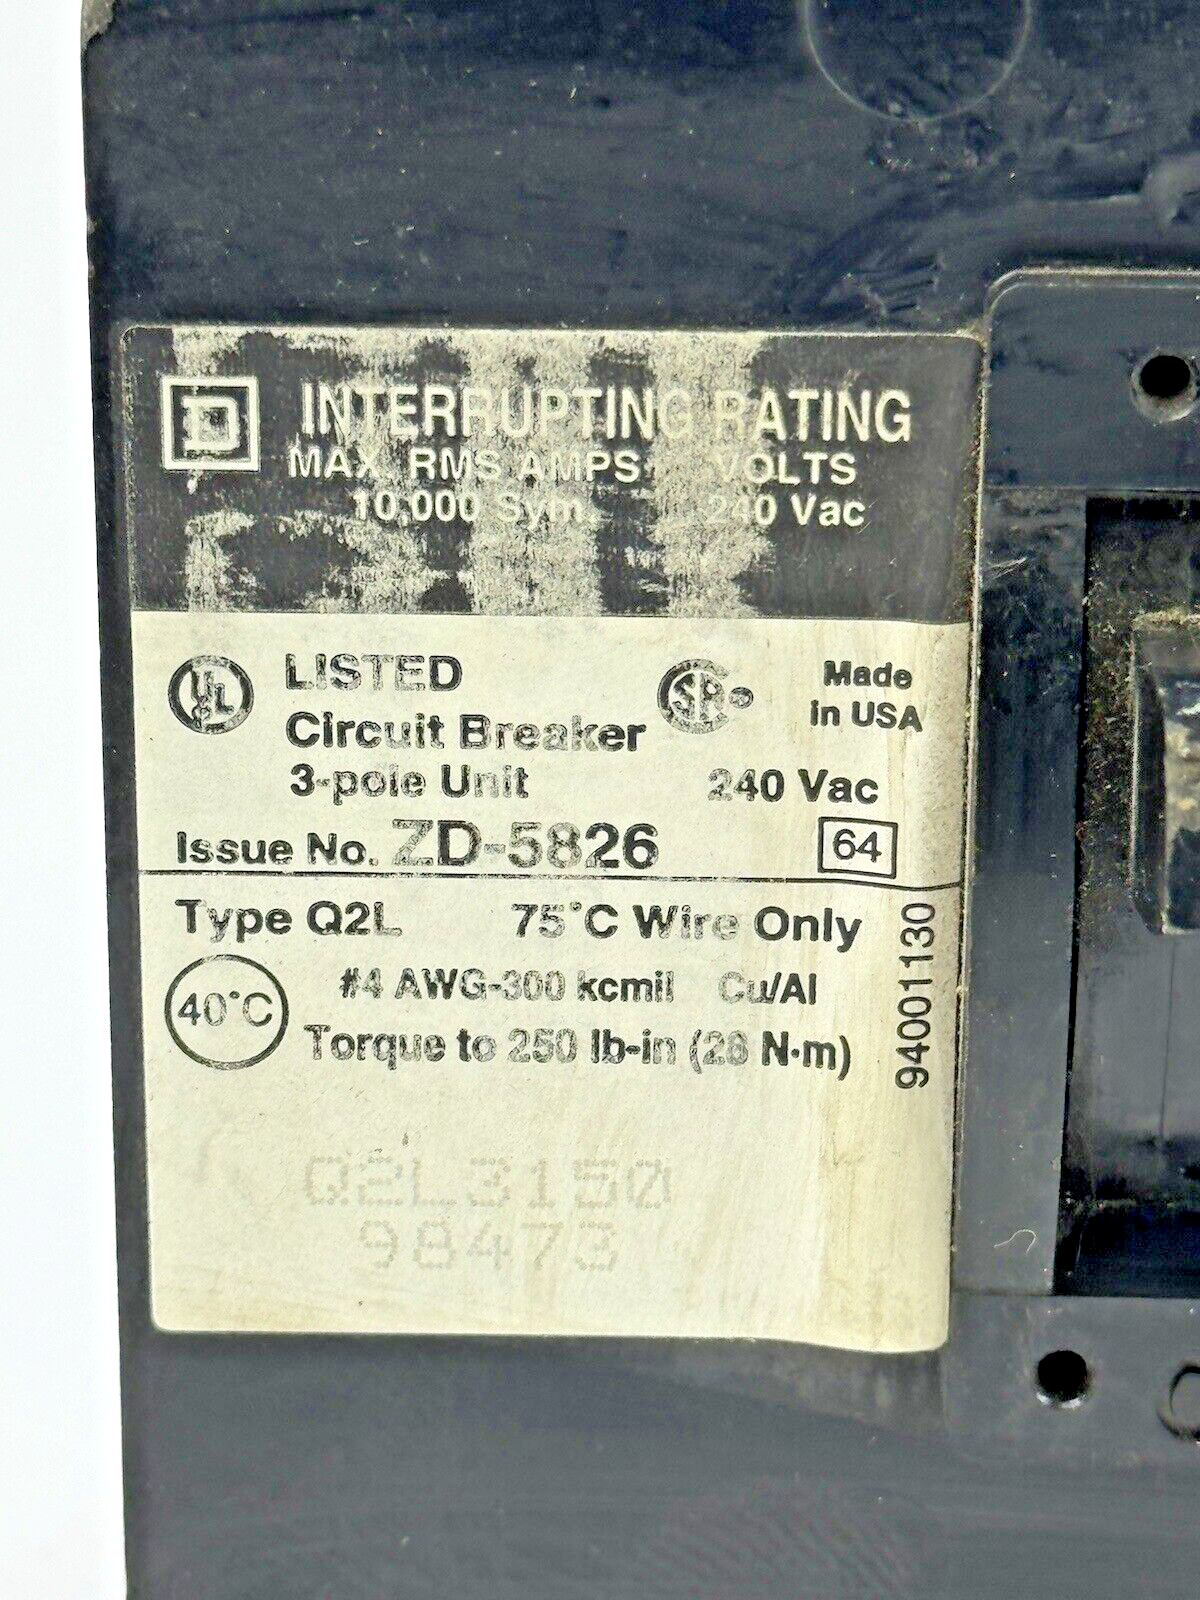 D INTERRUPTING RATING
MAX. RMS AMPS VOLTS
10,000 Sym. 240 Vac
UL LISTED
Circuit Breaker
3-pole Unit
SA ® Made
in USA
240 Vac
Issue No. ZD-5826 64
Type Q2L 75°C Wire Only
40°C #4 AWG-300 kcmil Cu/Al
Torque to 250 lb-in (28 N·m)
94001130
Q2L3150
98473